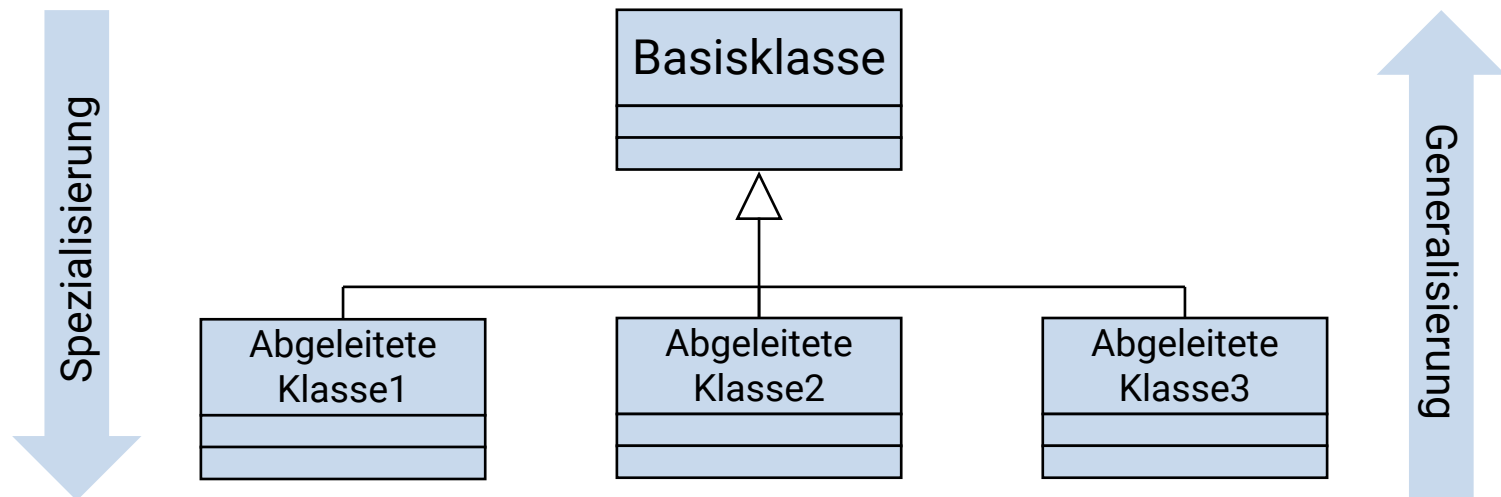 Spezialisierung
Basisklasse
Generalisierung
Abgeleitete
Klasse1
Abgeleitete
Klasse2
Abgeleitete
Klasse3